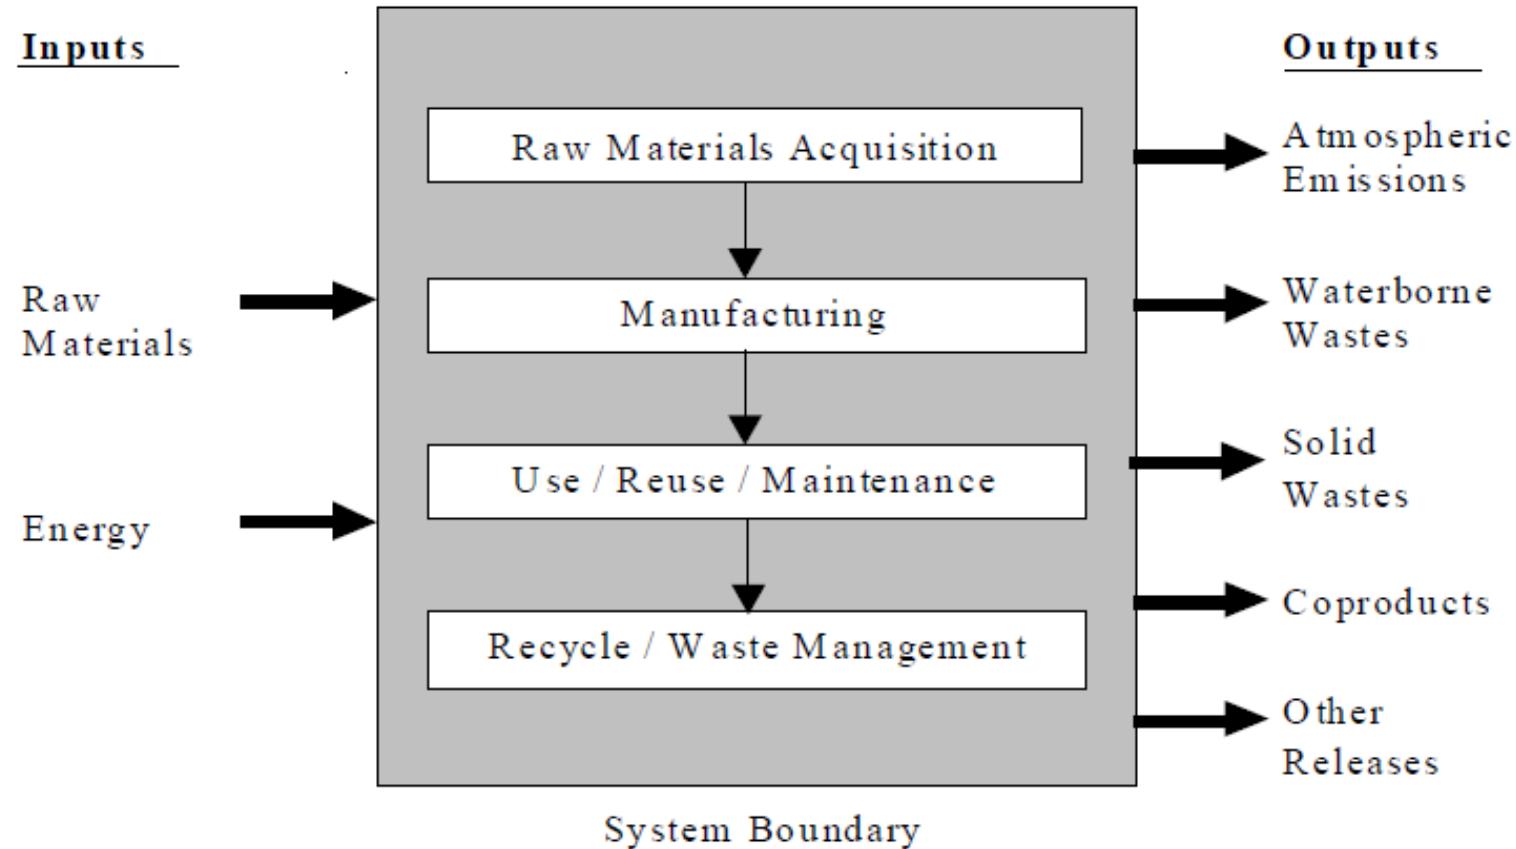 Inputs
Outputs
Raw Materials Acquisition
Atmospheric
Emissions
Raw
Materials
Manufacturing
Waterborne
Wastes
Use / Reuse / Maintenance
Solid
Wastes
Energy
Coproducts
Recycle / Waste Management
Other
Releases
System Boundary